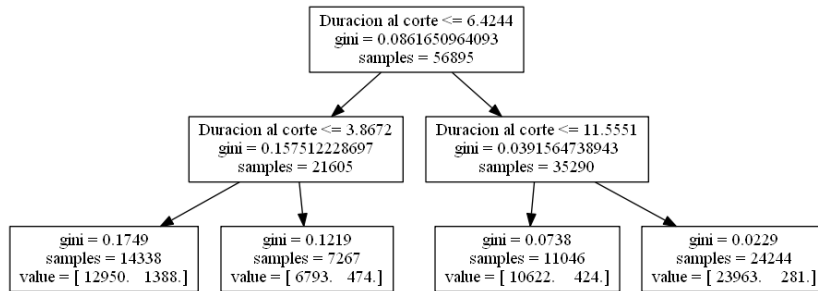 Duracion al corte <= 6.4244
gini = 0.0861650964093
samples = 56895
Duracion al corte <= 3.8672
gini = 0.157512228697
samples = 21605
Duracion al corte <= 11.5551
gini = 0.0391564738943
samples = 35290
gini = 0.1749
samples = 14338
value = [ 12950. 1388.]
gini = 0.1219
samples = 7267
value = [ 6793. 474.]
gini = 0.0738
samples = 11046
value = [ 10622. 424.]
gini = 0.0229
samples = 24244
value = [ 23963. 281.]